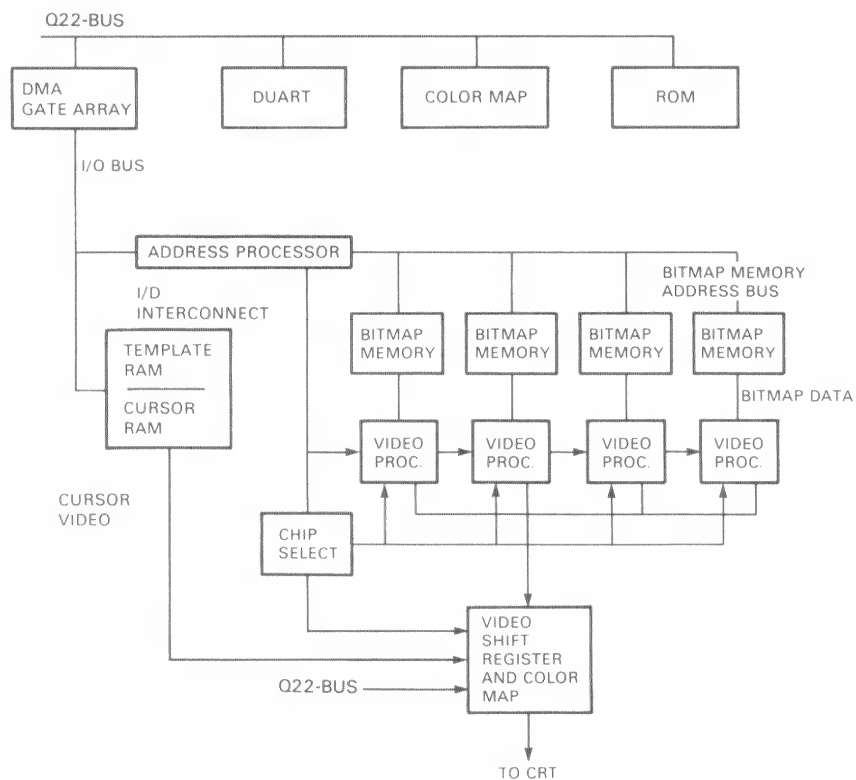 Q22-BUS
DMA
GATE ARRAY
DUART
COLOR MAP
ROM
I/O BUS
ADDRESS PROCESSOR
BITMAP MEMORY
ADDRESS BUS
I/D
INTERCONNECT
TEMPLATE
RAM
CURSOR
RAM
BITMAP
MEMORY
BITMAP
MEMORY
BITMAP
MEMORY
BITMAP
MEMORY
BITMAP DATA
VIDEO
PROC.
VIDEO
PROC.
VIDEO
PROC.
VIDEO
PROC.
CURSOR
VIDEO
CHIP
SELECT
VIDEO
SHIFT
REGISTER
AND COLOR
MAP
Q22-BUS
TO CRT